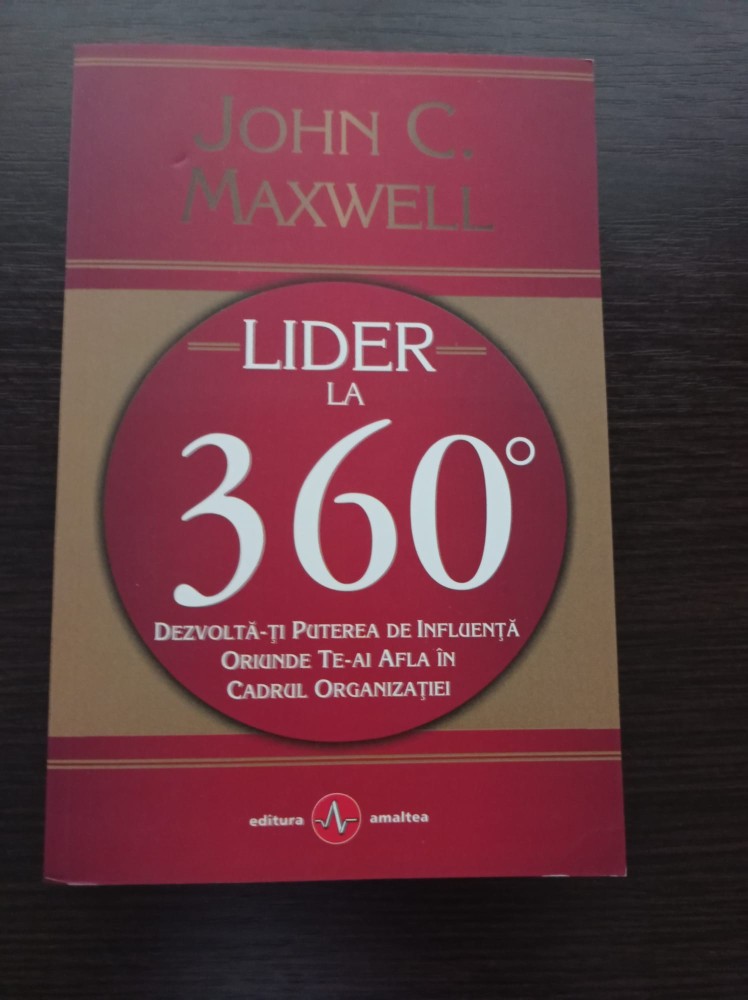 JOHN C.
MAXWELL
LIDER
LA
360°
DEZVOLTĂ-ŢI PUTEREA DE INFLUENŢĂ
ORIUNDE TE-AI AFLA ÎN
CADRUL ORGANIZAŢIEI
editura amaltea